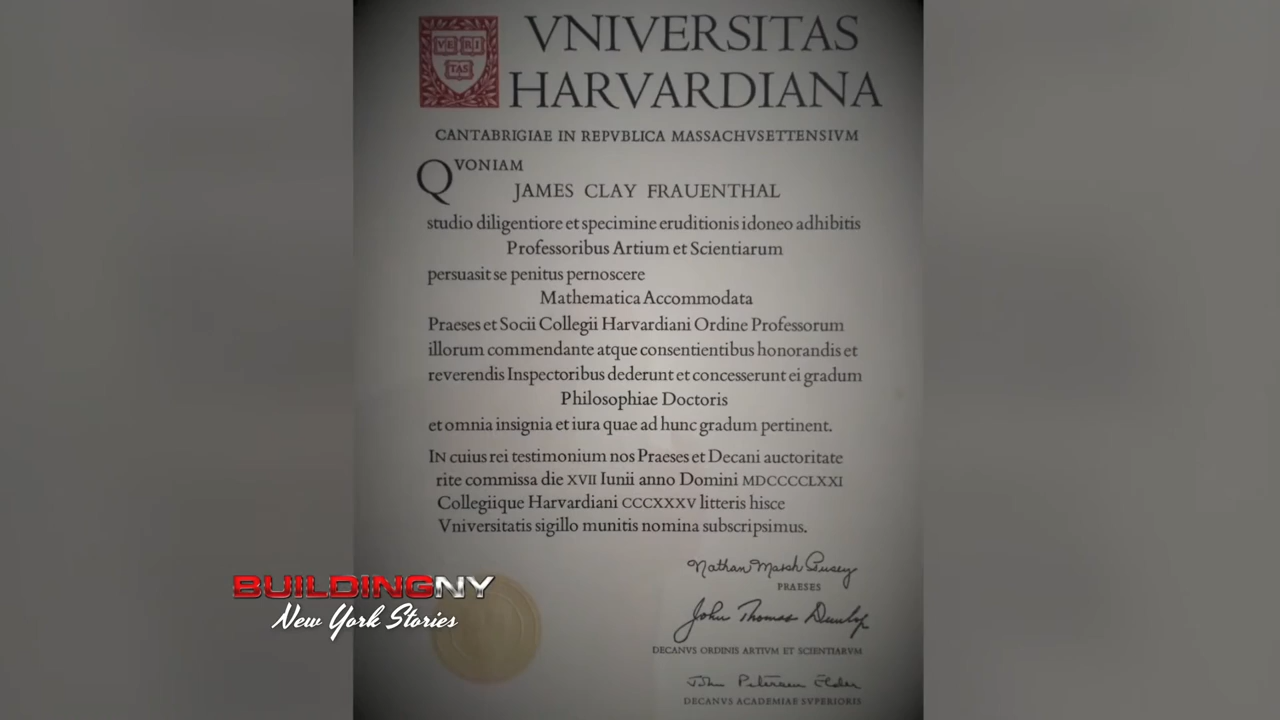 VE RI
TAS
VNIVERSITAS
HARVARDIANA
CANTABRIGIAE IN REPVBLICA MASSACHVSETTENSIVM
QVONIAM
JAMES CLAY FRAUENTHAL
studio diligentiore et specimine eruditionis idoneo adhibitis
Professoribus Artium et Scientiarum
persuasit se penitus pernoscere
Mathematica Accommodata
Praeses et Socii Collegii Harvardiani Ordine Professorum
illorum commendante atque consentientibus honorandis et
reverendis Inspectoribus dederunt et concesserunt ei gradum
Philosophiae Doctoris
et omnia insignia et iura quae ad hunc gradum pertinent.
IN cuius rei testimonium nos Praeses et Decani auctoritate
rite commissa die XVII Iunii anno Domini MDCCCCLXXI
Collegiique Harvardiani CCCXXXV litteris hisce
Vniversitatis sigillo munitis nomina subscripsimus.
Nathan Marsh Pusey
PRAESES
John Thomas Dunlop
DECANVS ORDINIS ARTIVM ET SCIENTIARVM
John Petersen Elder
DECANVS ACADEMIAE SVPERIORIS
BUILDINGNY
New York Stories